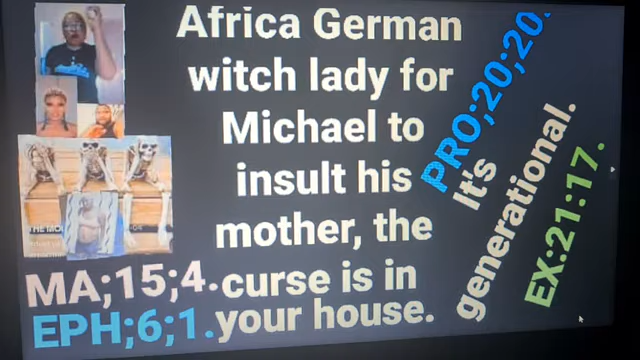 Africa German
witch lady for
Michael to
insult his
mother, the
curse is in
your house.
MA;15;4.
EPH;6;1.
PRO;20;20.
It's
generational.
EX:21:17.